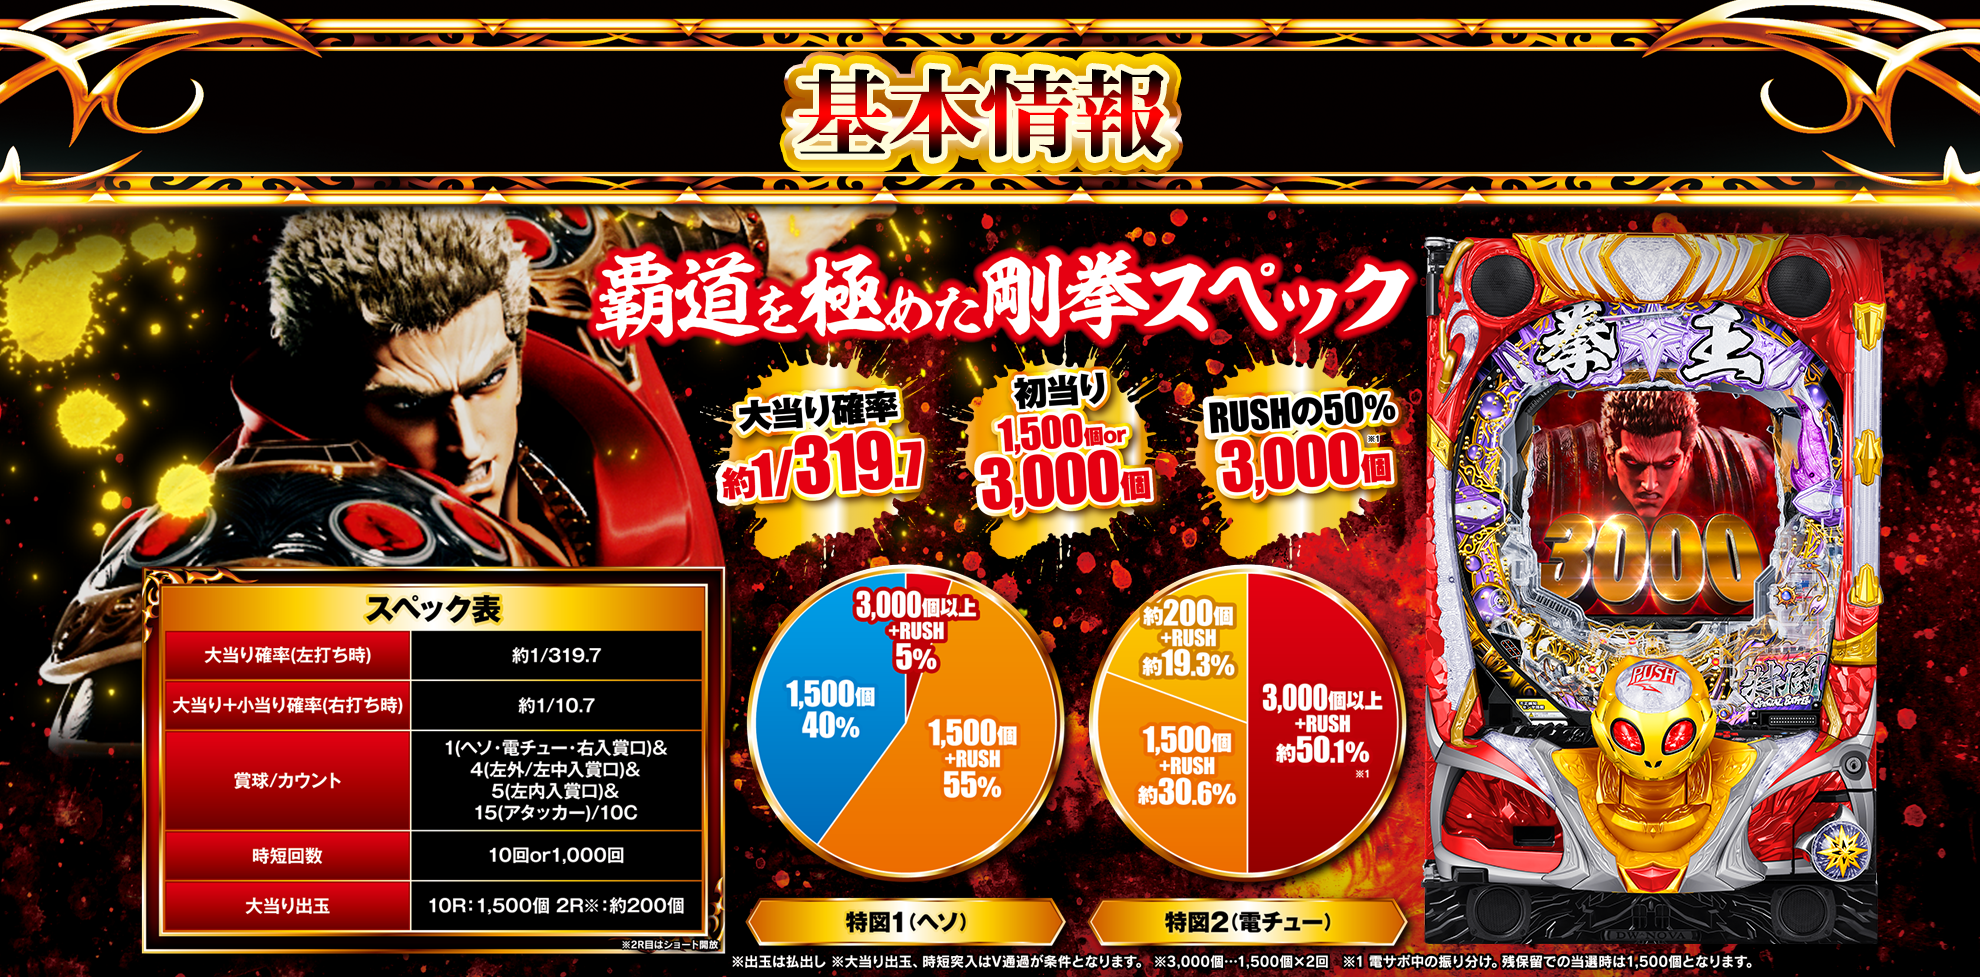 基本情報
覇道を極めた剛拳スペック
大当り確率
約1/319.7
初当り
1,500個or
3,000個
RUSHの50%
※1
3,000個
拳王
3000
RUSH
特闘
SPECIAL BATTLE
DW-NOVA
スペック表
大当り確率(左打ち時) 約1/319.7
大当り+小当り確率(右打ち時) 約1/10.7
賞球/カウント
1(ヘソ・電チュー・右入賞口)&
4(左外/左中入賞口)&
5(左内入賞口)&
15(アタッカー)/10C
時短回数 10回or1,000回
大当り出玉 10R:1,500個 2R※:約200個
※2R目はショート開放
3,000個以上
+RUSH
5%
1,500個
40%
1,500個
+RUSH
55%
特図1(ヘソ)
約200個
+RUSH
約19.3%
3,000個以上
+RUSH
約50.1%
※1
1,500個
+RUSH
約30.6%
特図2(電チュー)
※出玉は払出し ※大当り出玉、時短突入はV通過が条件となります。 ※3,000個…1,500個×2回 ※1 電サポ中の振り分け。残保留での当選時は1,500個となります。